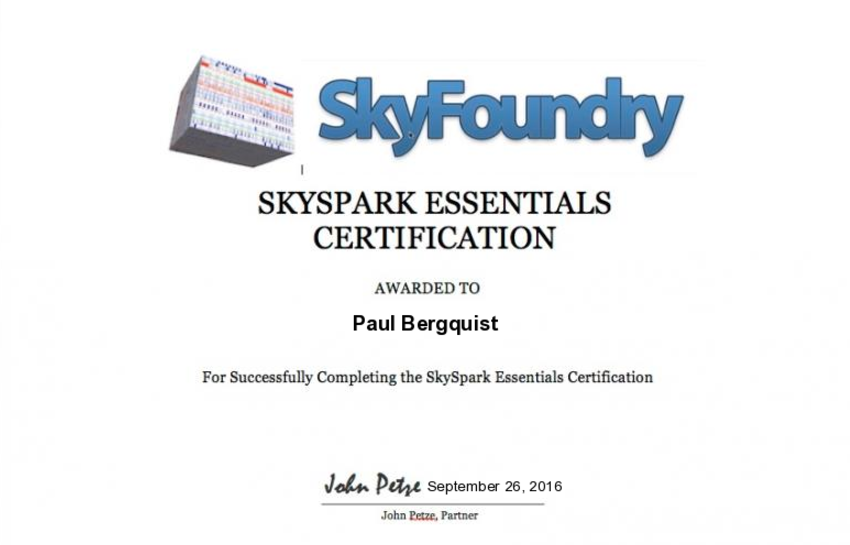 SkyFoundry
SKYSPARK ESSENTIALS
CERTIFICATION
AWARDED TO
Paul Bergquist
For Successfully Completing the SkySpark Essentials Certification
John Petze September 26, 2016
John Petze, Partner